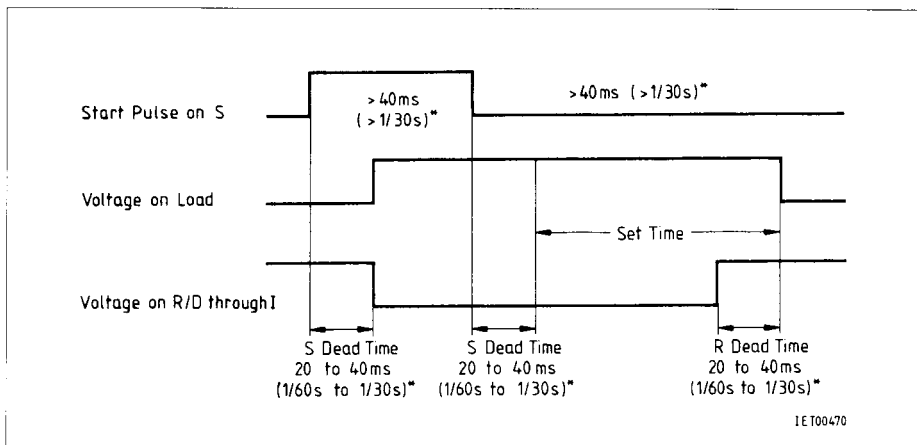 Start Pulse on S
>40ms
(>1/30s)*
>40ms (>1/30s)*
Voltage on Load
Set Time
Voltage on R/D through I
S Dead Time
20 to 40ms
(1/60s to 1/30s)*
S Dead Time
20 to 40ms
(1/60s to 1/30s)*
R Dead Time
20 to 40ms
(1/60s to 1/30s)*
IET00470